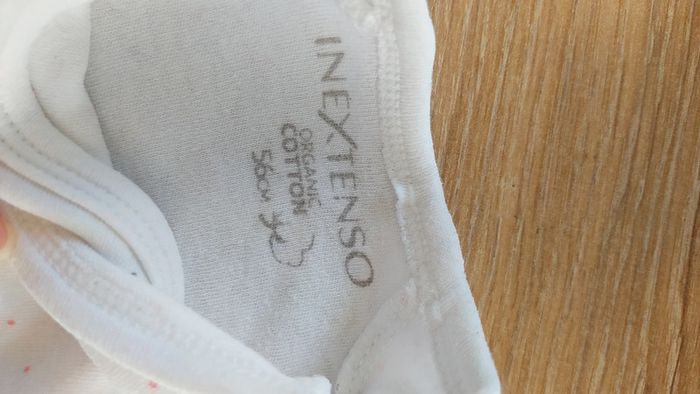 INEXTENSO
ORGANIC
COTTON
56CM